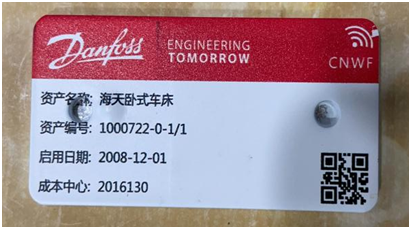 Danfoss
ENGINEERING
TOMORROW
CNWF
资产名称: 海天卧式车床
资产编号: 1000722-0-1/1
启用日期: 2008-12-01
成本中心: 2016130